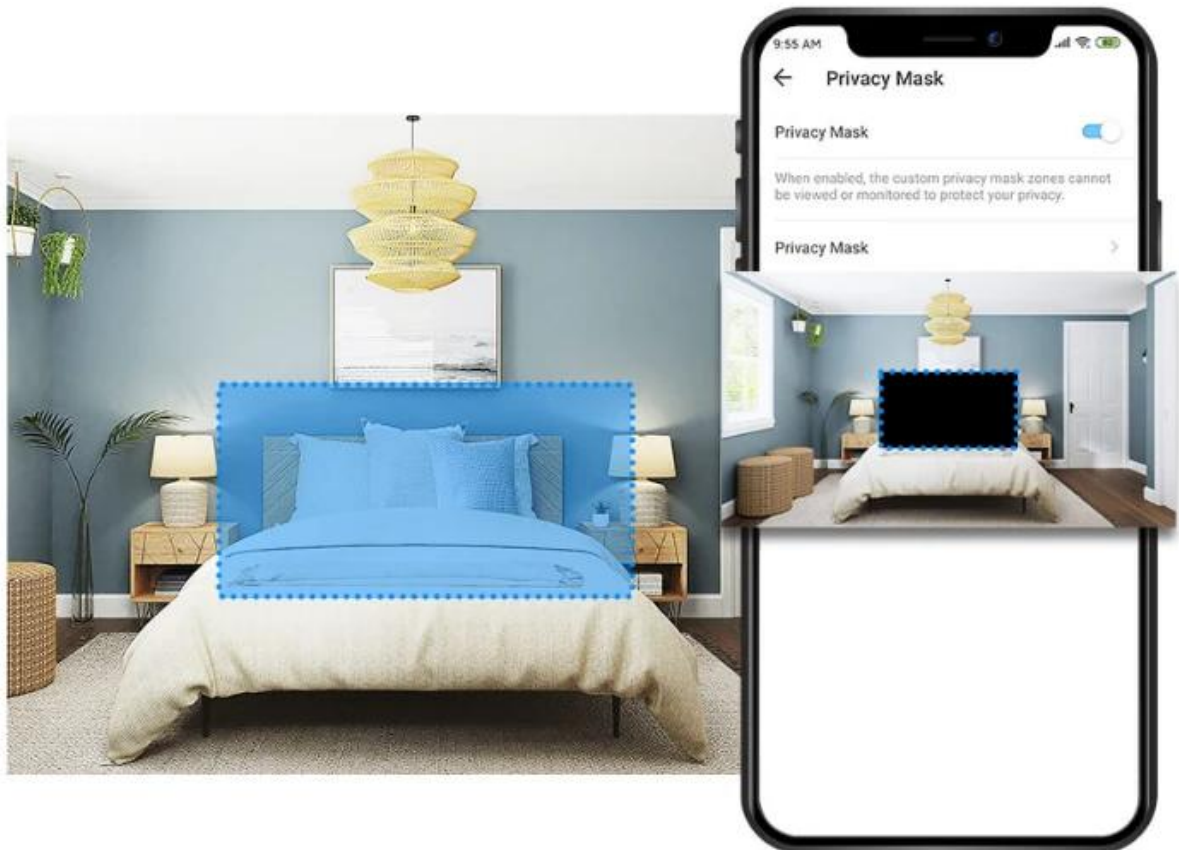 9:55 AM
Privacy Mask
Privacy Mask
When enabled, the custom privacy mask zones cannot
be viewed or monitored to protect your privacy.
Privacy Mask